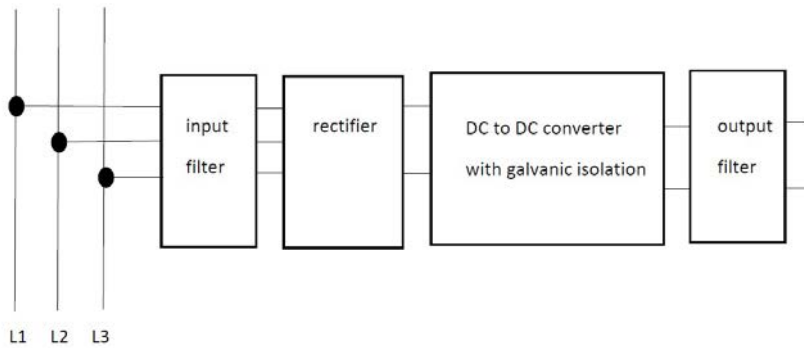 input
filter
rectifier
DC to DC converter
with galvanic isolation
output
filter
L1 L2 L3